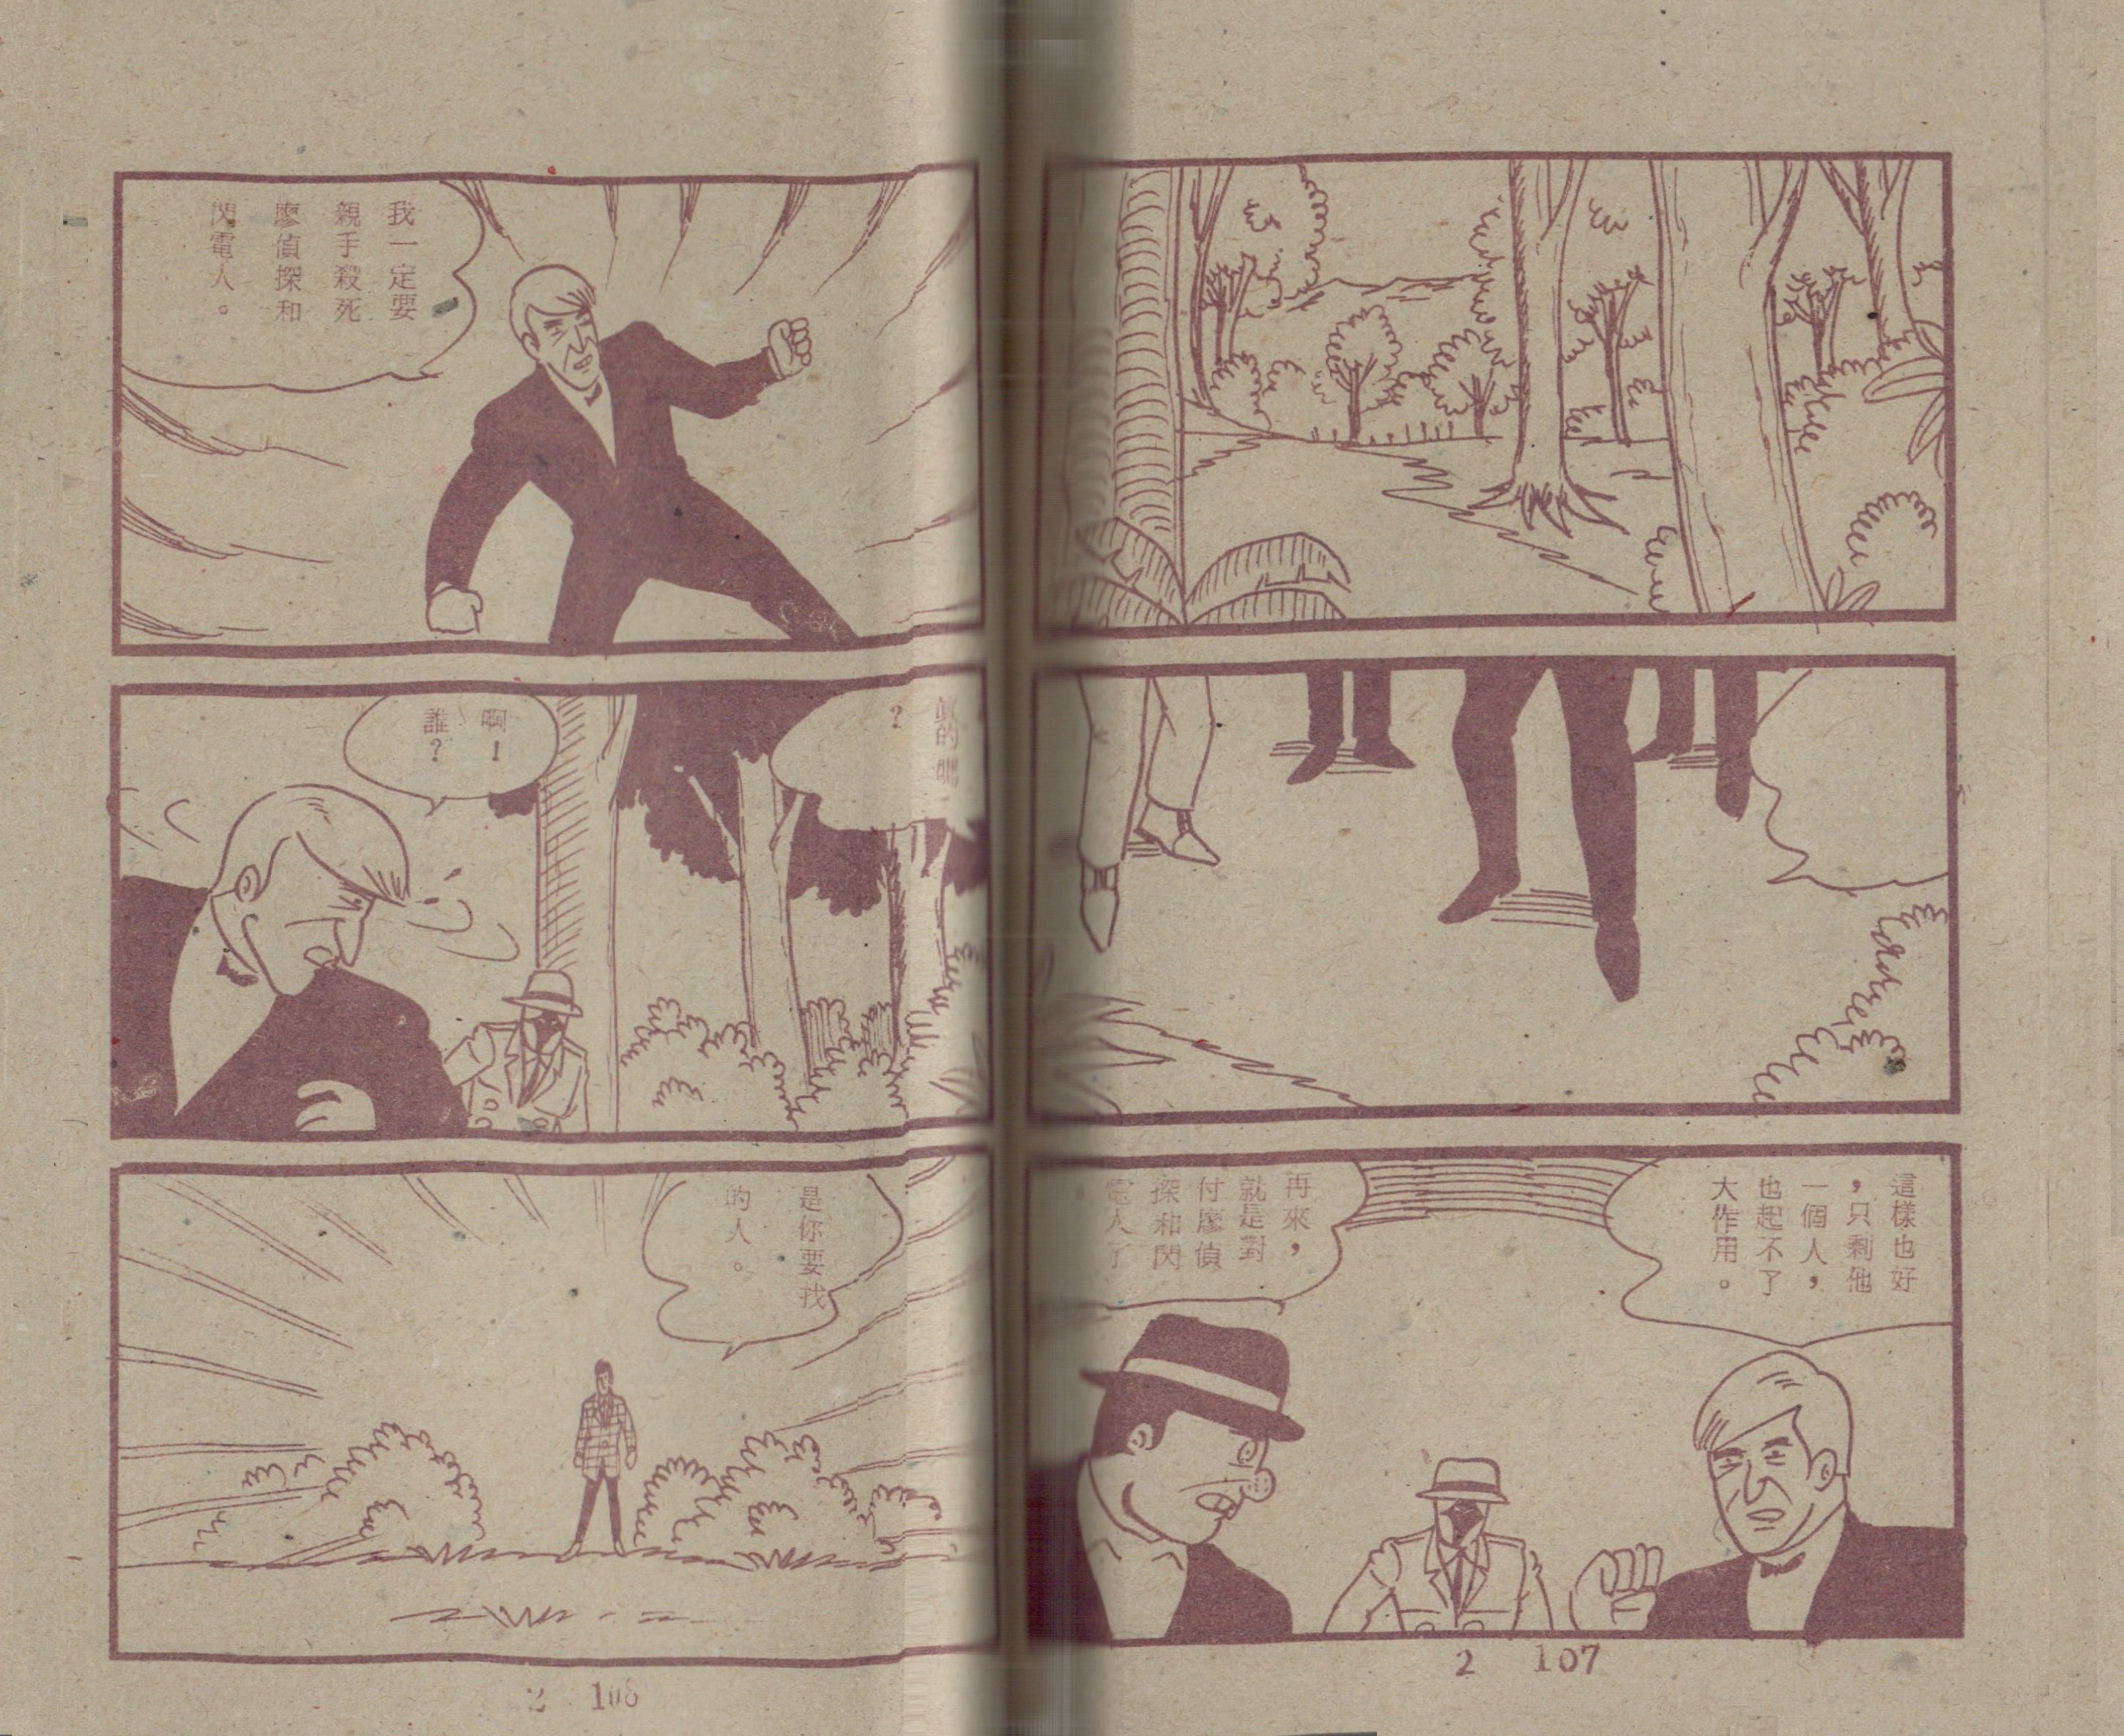 這樣也好
，只剩他
一個人，
也起不了
大作用。
再來，
就是對
付廖偵
探和閃
電人了
2 107
我一定要
親手殺死
廖偵探和
閃電人。
真的嗎
？
啊！
誰？
是你要找
的人。
2 108